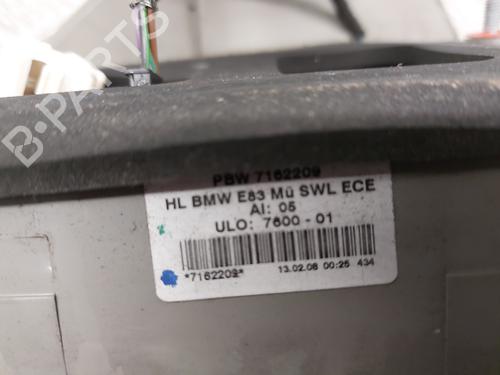 B-PARTS
PBW 7162209
HL BMW E83 Mü SWL ECE
AI: 05
ULO: 7600 - 01
*7162209* 13.02.08 00:25 434